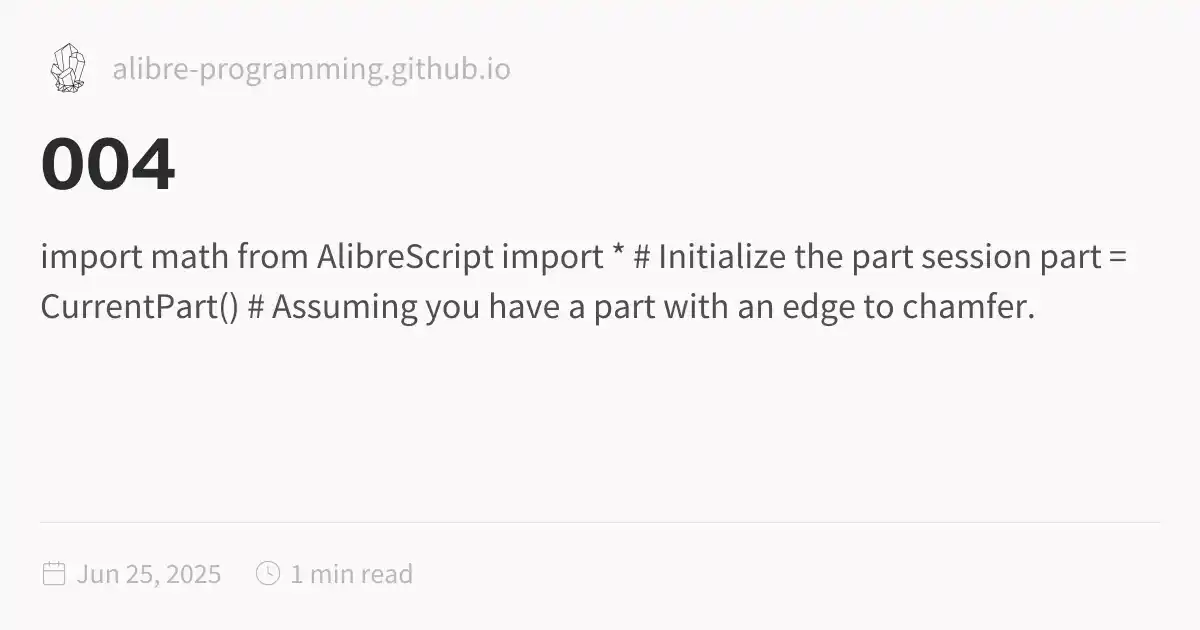 alibre-programming.github.io
004
import math from AlibreScript import * # Initialize the part session part =
CurrentPart() # Assuming you have a part with an edge to chamfer.
Jun 25, 2025 1 min read